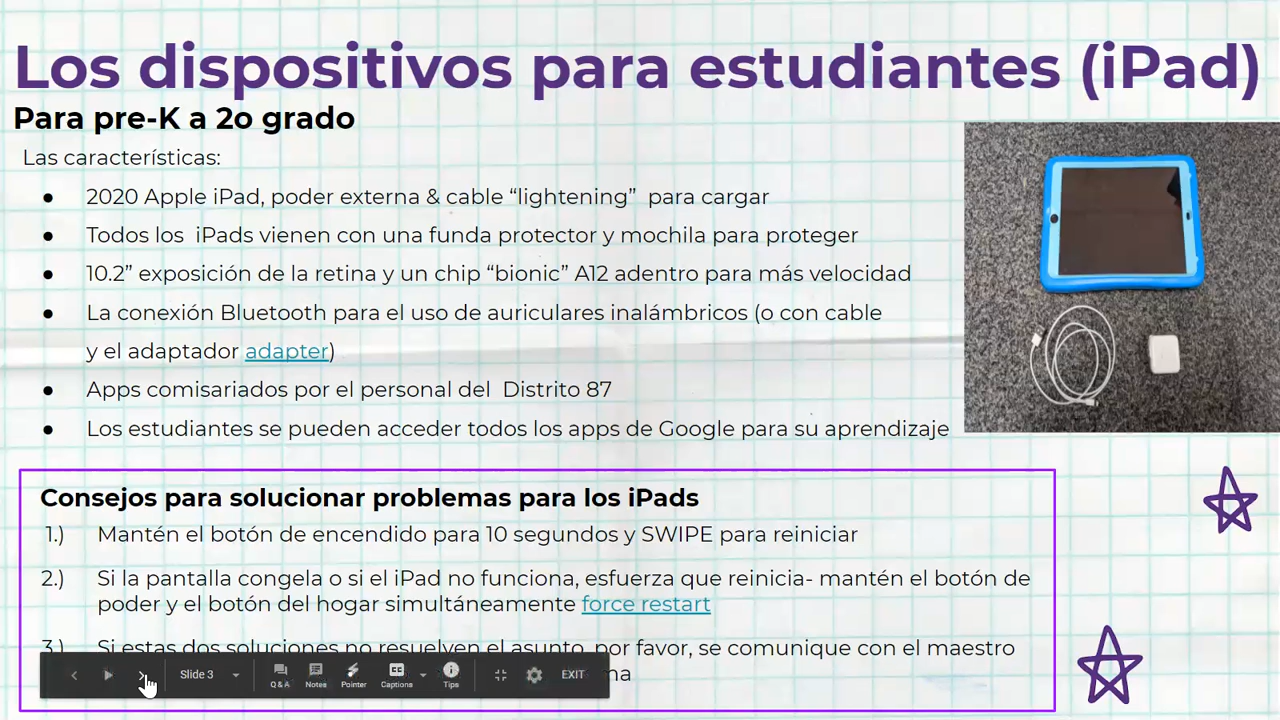 Los dispositivos para estudiantes (iPad)
Para pre-K a 2o grado
Las características:
● 2020 Apple iPad, poder externa & cable “lightening” para cargar
● Todos los iPads vienen con una funda protector y mochila para proteger
● 10.2” exposición de la retina y un chip “bionic” A12 adentro para más velocidad
● La conexión Bluetooth para el uso de auriculares inalámbricos (o con cable
y el adaptador adapter)
● Apps comisariados por el personal del Distrito 87
● Los estudiantes se pueden acceder todos los apps de Google para su aprendizaje
Consejos para solucionar problemas para los iPads
1.) Mantén el botón de encendido para 10 segundos y SWIPE para reiniciar
2.) Si la pantalla congela o si el iPad no funciona, esfuerza que reinicia- mantén el botón de
poder y el botón del hogar simultáneamente force restart
3.) Si estas dos soluciones no resuelven el asunto, por favor, se comunique con el maestro
Slide 3 Q & A Notes Pointer Captions Tips EXIT